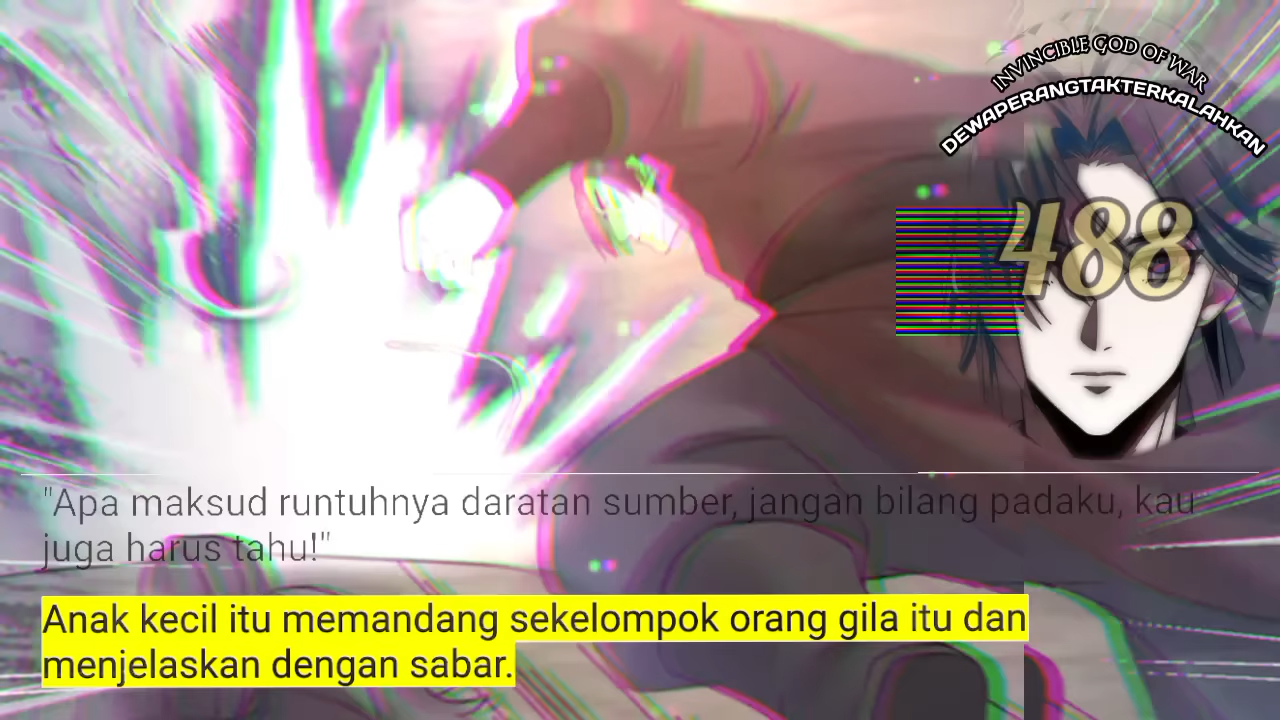 INVINCIBLE GOD OF WAR
DEWAPERANGTAKTERKALAHKAN
488
"Apa maksud runtuhnya daratan sumber, jangan bilang padaku, kau
juga harus tahu!"
Anak kecil itu memandang sekelompok orang gila itu dan
menjelaskan dengan sabar.